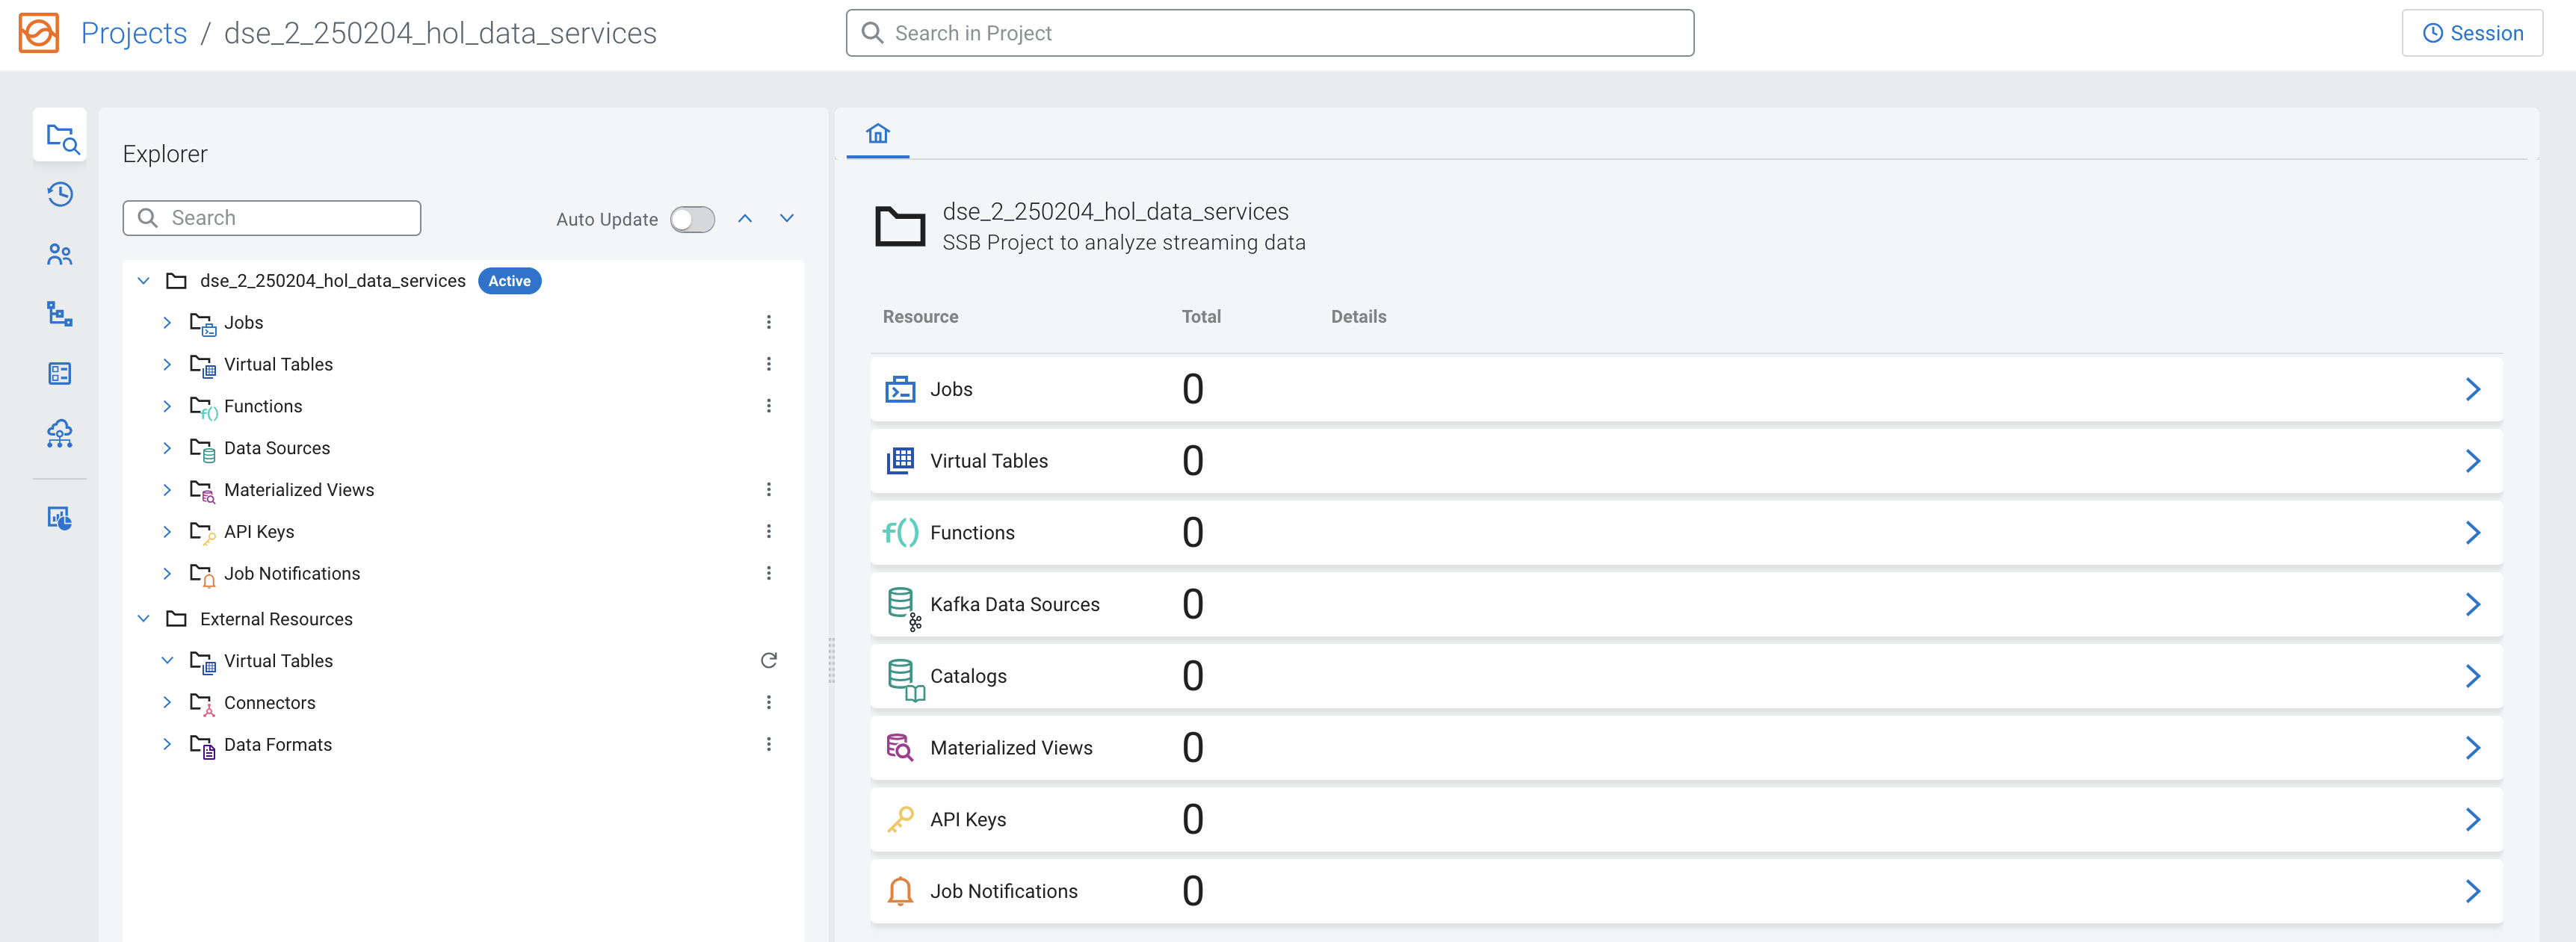 Projects / dse_2_250204_hol_data_services
Search in Project
Session
Explorer
Search
Auto Update
dse_2_250204_hol_data_services Active
Jobs
Virtual Tables
Functions
Data Sources
Materialized Views
API Keys
Job Notifications
External Resources
Virtual Tables
Connectors
Data Formats
dse_2_250204_hol_data_services
SSB Project to analyze streaming data
Resource Total Details
Jobs 0
Virtual Tables 0
f() Functions 0
Kafka Data Sources 0
Catalogs 0
Materialized Views 0
API Keys 0
Job Notifications 0